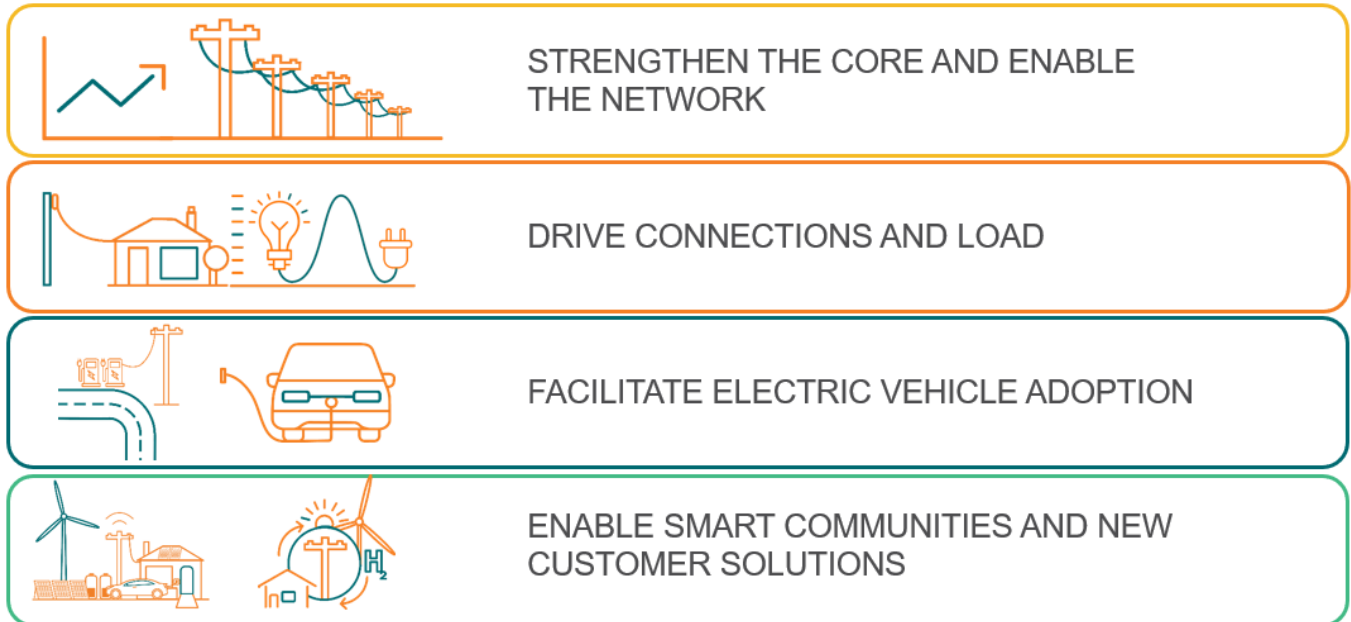 STRENGTHEN THE CORE AND ENABLE
THE NETWORK
DRIVE CONNECTIONS AND LOAD
FACILITATE ELECTRIC VEHICLE ADOPTION
ENABLE SMART COMMUNITIES AND NEW
CUSTOMER SOLUTIONS
H2